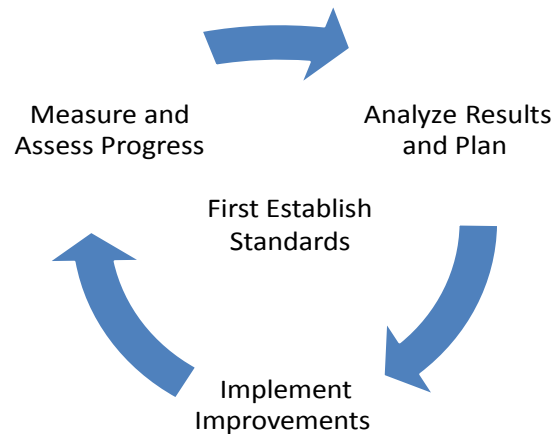 Measure and
Assess Progress
Analyze Results
and Plan
First Establish
Standards
Implement
Improvements